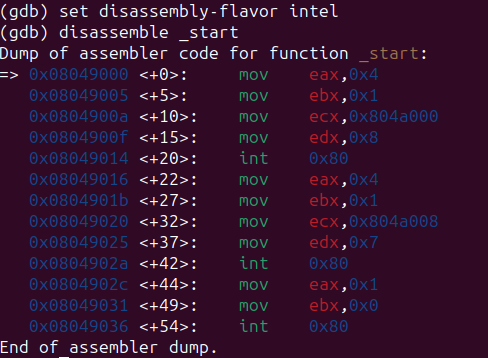 (gdb) set disassembly-flavor intel
(gdb) disassemble _start
Dump of assembler code for function _start:
=> 0x08049000 <+0>:     mov    eax,0x4
   0x08049005 <+5>:     mov    ebx,0x1
   0x0804900a <+10>:    mov    ecx,0x804a000
   0x0804900f <+15>:    mov    edx,0x8
   0x08049014 <+20>:    int    0x80
   0x08049016 <+22>:    mov    eax,0x4
   0x0804901b <+27>:    mov    ebx,0x1
   0x08049020 <+32>:    mov    ecx,0x804a008
   0x08049025 <+37>:    mov    edx,0x7
   0x0804902a <+42>:    int    0x80
   0x0804902c <+44>:    mov    eax,0x1
   0x08049031 <+49>:    mov    ebx,0x0
   0x08049036 <+54>:    int    0x80
End of assembler dump.